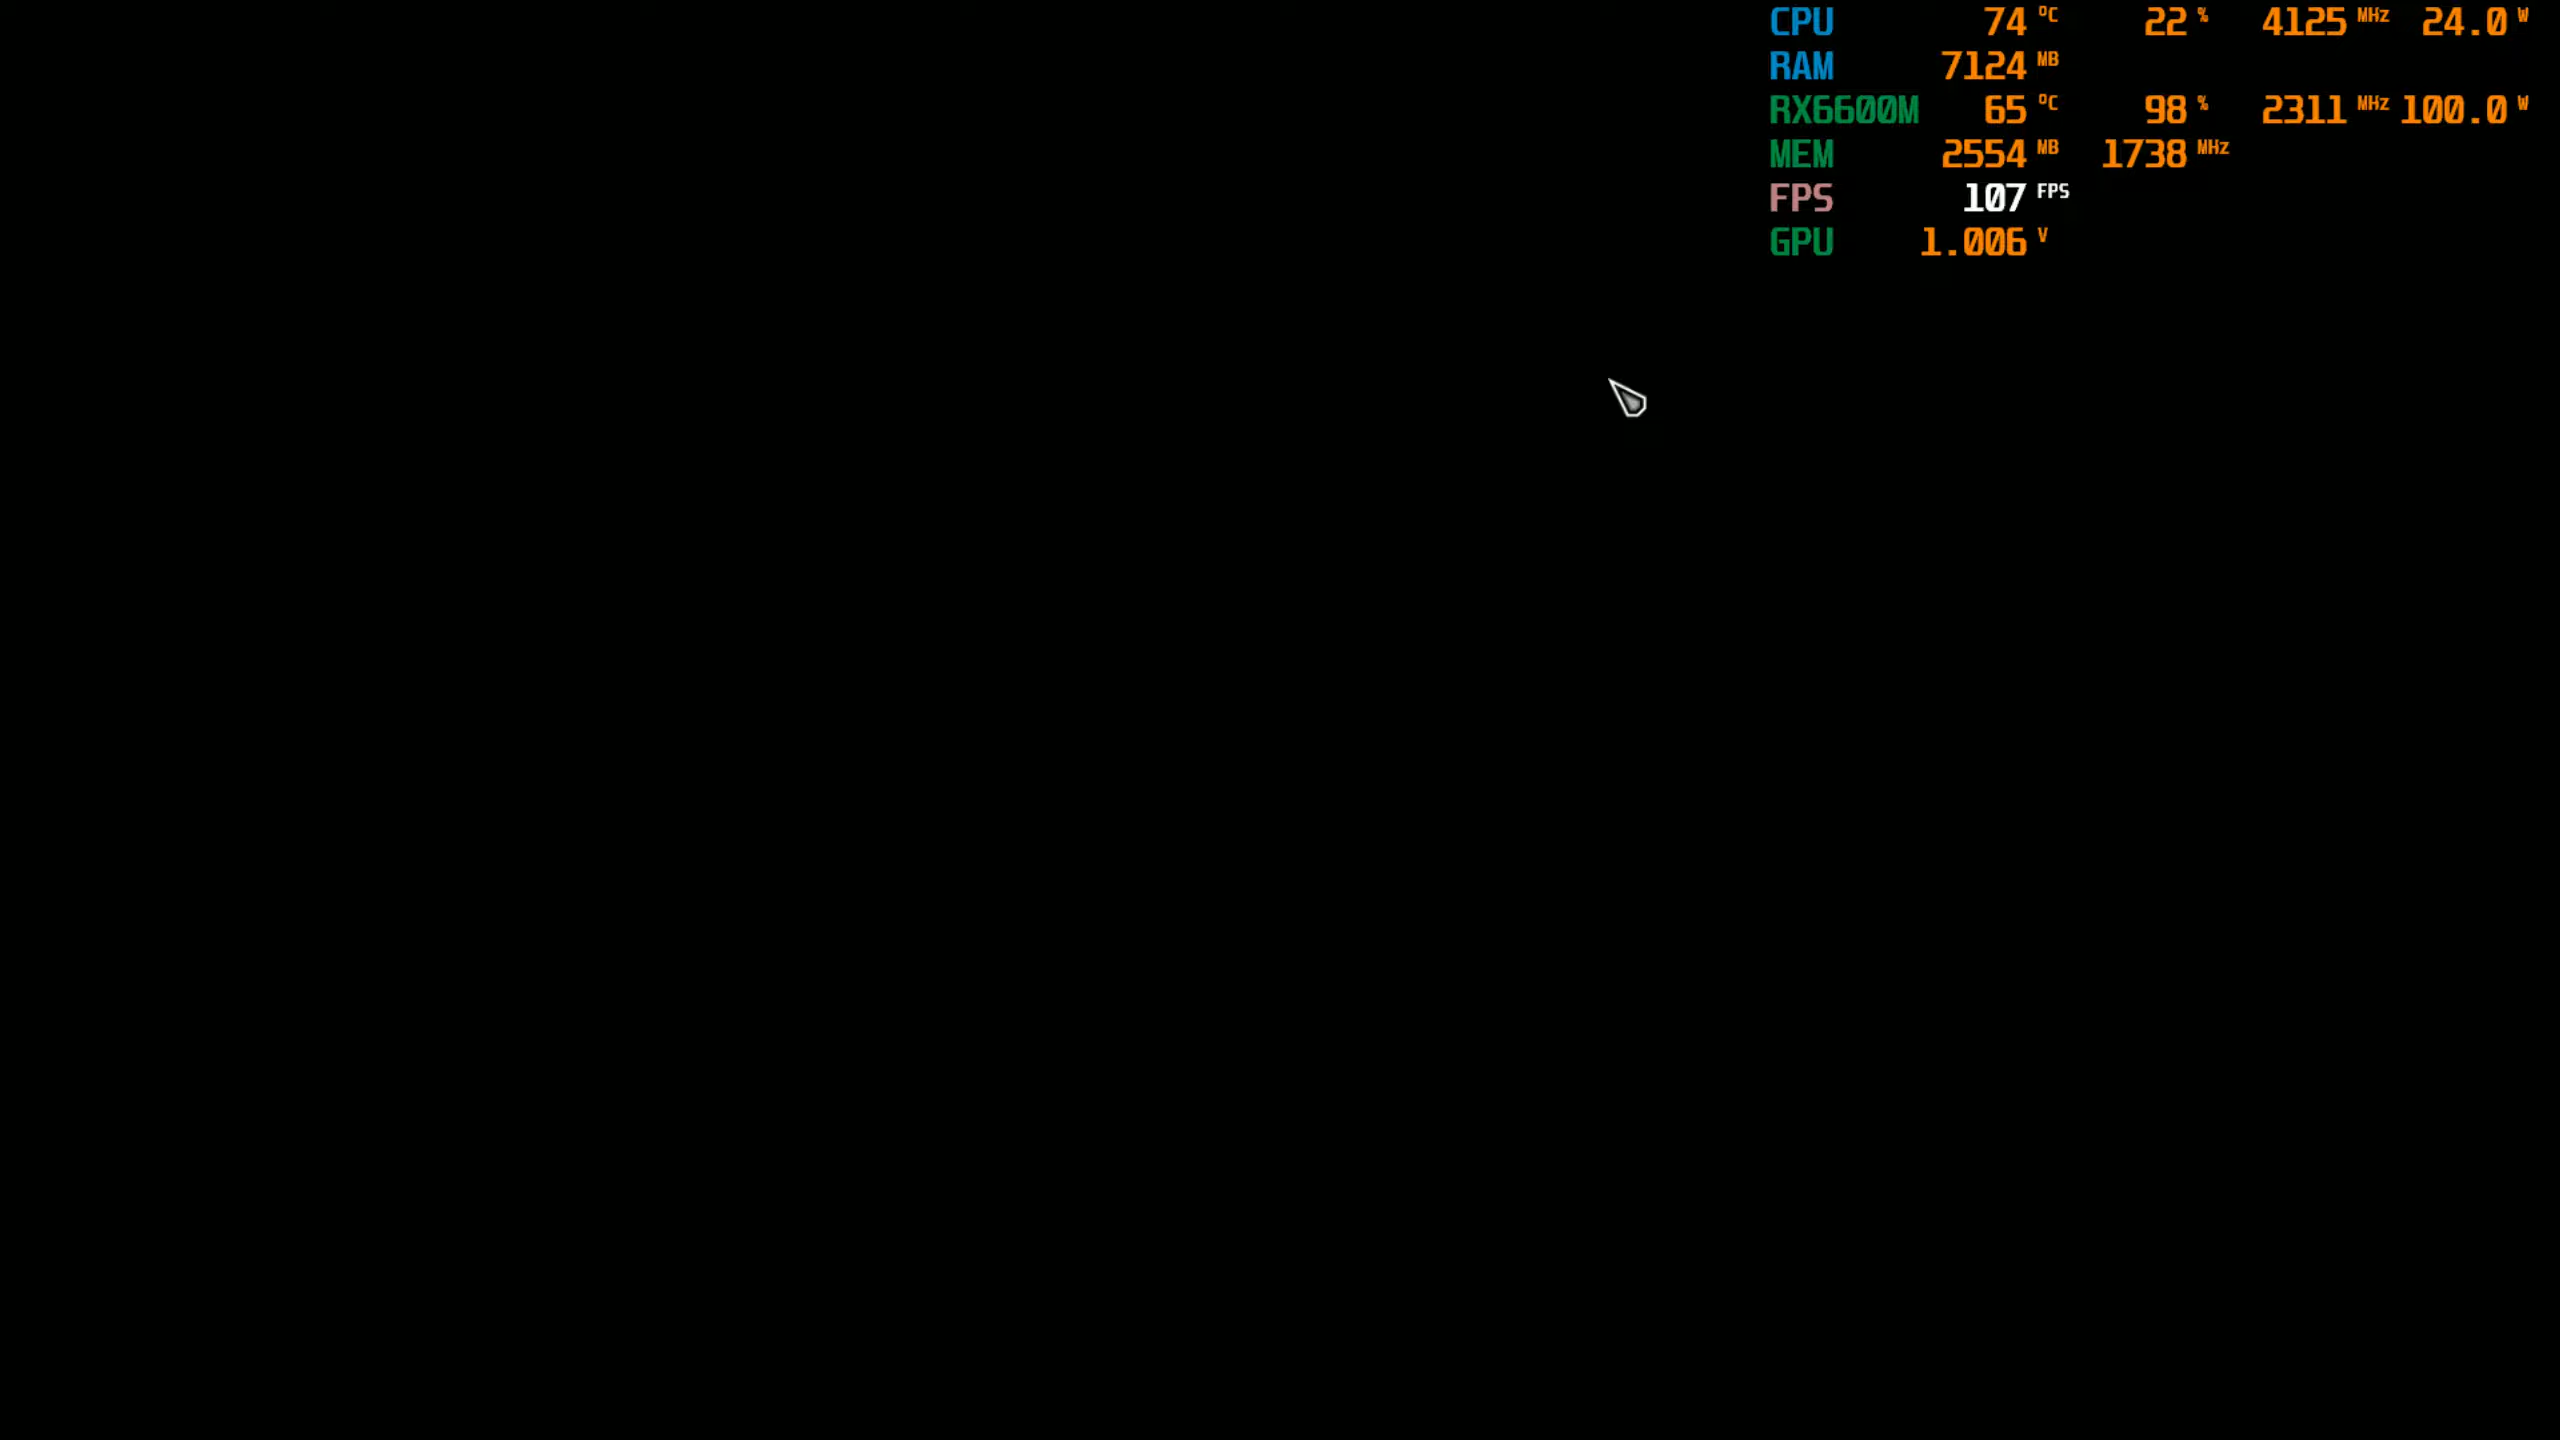 CPU 74 °C 22 % 4125 MHz 24.0 W
RAM 7124 MB
RX6600M 65 °C 98 % 2311 MHz 100.0 W
MEM 2554 MB 1738 MHz
FPS 107 FPS
GPU 1.006 V